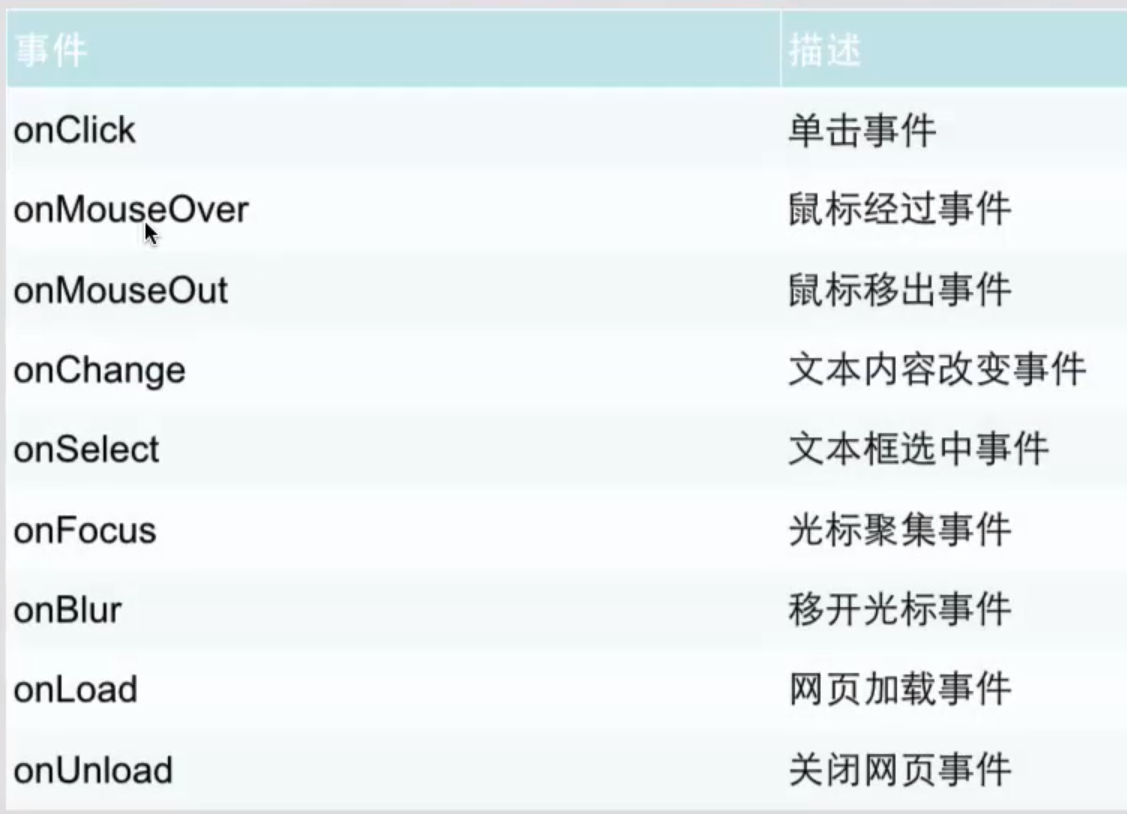 事件 描述
onClick 单击事件
onMouseOver 鼠标经过事件
onMouseOut 鼠标移出事件
onChange 文本内容改变事件
onSelect 文本框选中事件
onFocus 光标聚集事件
onBlur 移开光标事件
onLoad 网页加载事件
onUnload 关闭网页事件